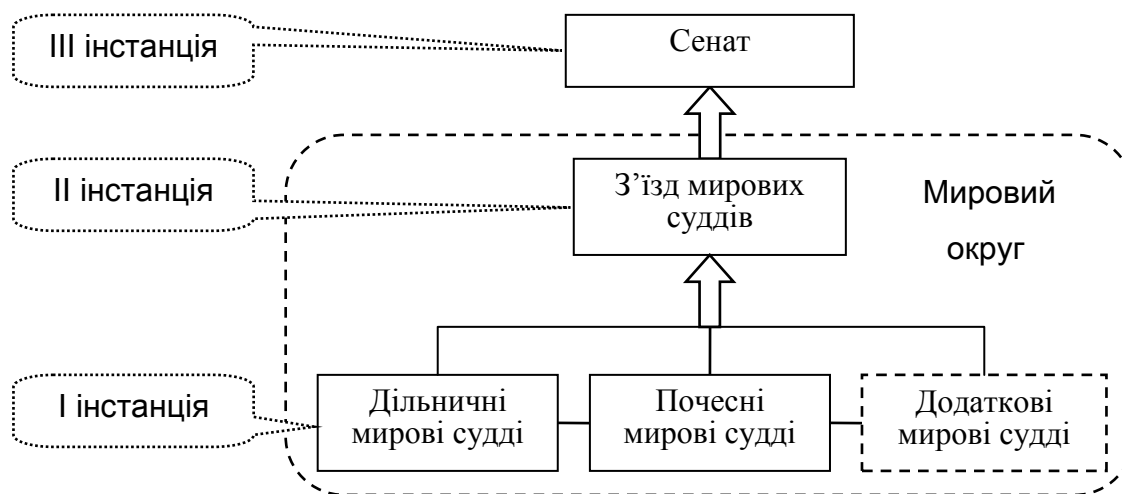 III інстанція
Сенат
II інстанція
З’їзд мирових
суддів
Мировий
округ
I інстанція
Дільничні
мирові судді
Почесні
мирові судді
Додаткові
мирові судді